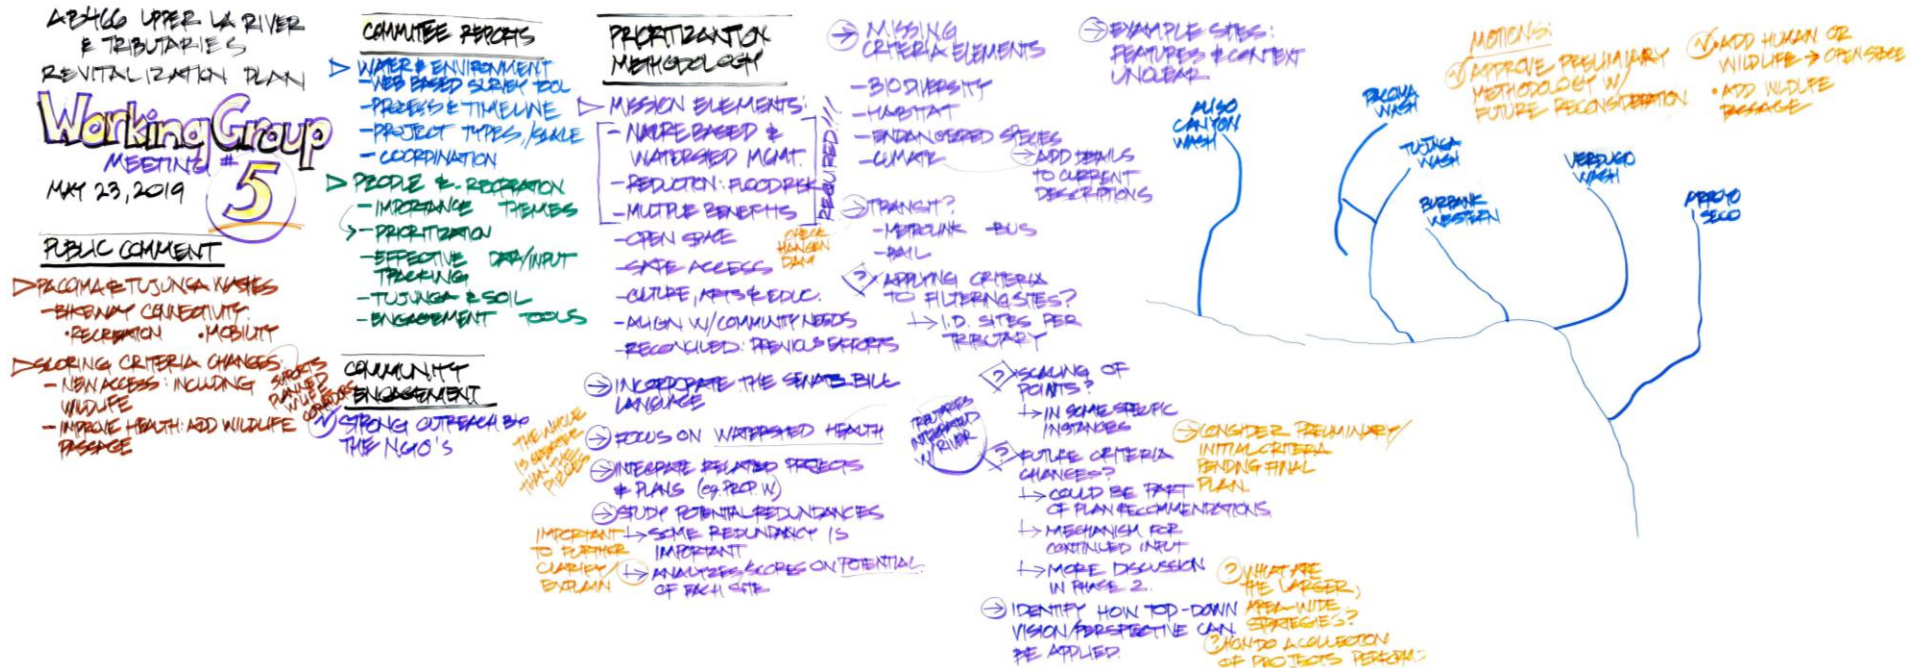 AB466 UPPER LA RIVER
& TRIBUTARIES
REVITALIZATION PLAN
Working Group
MEETING #
5
MAY 23, 2019
PUBLIC COMMENT
▷ PACOIMA & TUJUNGA WASHES
- BIKEWAY CONNECTIVITY:
• RECREATION • MOBILITY
▷ SCORING CRITERIA CHANGES:
- NEW ACCESS: INCLUDING
WILDLIFE
- IMPROVE HEALTH: ADD WILDLIFE
PASSAGE
SUPPORTS
PLANNED
WILDLIFE
CORRIDORS
COMMITTEE REPORTS
▷ WATER & ENVIRONMENT
- WEB BASED SURVEY TOOL
- PROCESS & TIMELINE
- PROJECT TYPES/SCALE
- COORDINATION
▷ PEOPLE & RECREATION
- IMPORTANCE THEMES
→ - PRIORITIZATION
- EFFECTIVE DATA/INPUT
TRACKING
- TUJUNGA & SOIL
- ENGAGEMENT TOOLS
COMMUNITY
ENGAGEMENT
✓ STRONG OUTREACH BY
THE NGO'S
PRIORITIZATION
METHODOLOGY
▷ MISSION ELEMENTS:
- NATURE BASED &
WATERSHED MGMT.
- REDUCTION: FLOOD RISK
- MULTIPLE BENEFITS
REQUIRED!!!
- OPEN SPACE
- SAFE ACCESS
- CULTURE, ARTS & EDUC.
- ALIGN W/ COMMUNITY NEEDS
- RECONCILED: PREVIOUS EFFORTS
CHECK
HANSEN
DAM
→ INCORPORATE THE SENATE BILL
LANGUAGE
→ FOCUS ON WATERSHED HEALTH
→ INTEGRATE RELATED PROJECTS
& PLANS (eg. PROP. W)
→ STUDY POTENTIAL REDUNDANCES
↳ SOME REDUNDANCY IS
IMPORTANT
↳ ANALYZES/SCORES ON POTENTIAL
OF EACH SITE
THE WHOLE
IS GREATER
THAN THE
PIECES
IMPORTANT
TO FURTHER
CLARIFY/
EXPLAIN
→ MISSING
CRITERIA ELEMENTS
- BIODIVERSITY
- HABITAT
- ENDANGERED SPECIES
- CLIMATE
→ ADD DETAILS
TO CURRENT
DESCRIPTIONS
→ TRANSIT?
- METROLINK - BUS
- RAIL
? APPLYING CRITERIA
TO FILTERING SITES?
↳ I.D. SITES PER
TRIBUTARY
? SCALING OF
POINTS?
↳ IN SOME SPECIFIC
INSTANCES
TRIBUTARIES
INTEGRATED
W/ RIVER
? FUTURE CRITERIA
CHANGES?
↳ COULD BE PART
OF PLAN RECOMMENDATIONS.
↳ MECHANISM FOR
CONTINUED INPUT
↳ MORE DISCUSSION
IN PHASE 2.
→ IDENTIFY HOW TOP-DOWN
VISION/PERSPECTIVE CAN
BE APPLIED.
→ CONSIDER PRELIMINARY/
INITIAL CRITERIA
PENDING FINAL
PLAN.
? WHAT ARE
THE LARGER,
AREA-WIDE
STRATEGIES?
? HOW DO A COLLECTION
OF PROJECTS PERFORM?
→ EXAMPLE SITES:
FEATURES & CONTEXT
UNCLEAR
ALISO
CANYON
WASH
PACOIMA
WASH
TUJUNGA
WASH
BURBANK
WESTERN
VERDUGO
WASH
ARROYO
SECO
MOTIONS:
✓ APPROVE PRELIMINARY
METHODOLOGY W/
FUTURE RECONSIDERATION
✓ ADD HUMAN OR
WILDLIFE → OPEN SPACE
• ADD WILDLIFE
PASSAGE